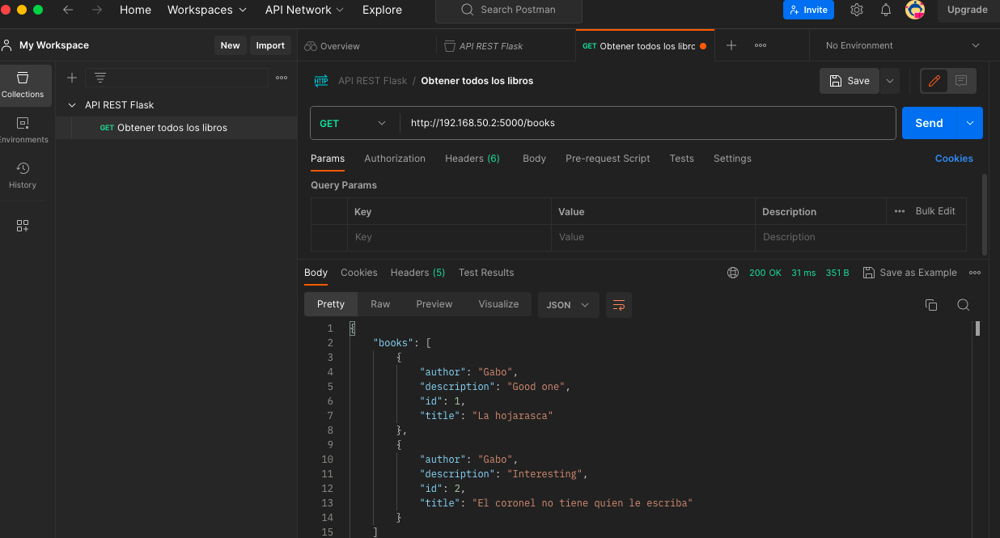 Home Workspaces API Network Explore Search Postman Invite Upgrade
My Workspace New Import Overview API REST Flask GET Obtener todos los libro No Environment
Collections
Environments
History
API REST Flask
GET Obtener todos los libros
HTTP API REST Flask / Obtener todos los libros Save
GET http://192.168.50.2:5000/books Send
Params Authorization Headers (6) Body Pre-request Script Tests Settings Cookies
Query Params
Key Value Description Bulk Edit
Key Value Description
Body Cookies Headers (5) Test Results 200 OK 31 ms 351 B Save as Example
Pretty Raw Preview Visualize JSON
1 {
2 "books": [
3 {
4 "author": "Gabo",
5 "description": "Good one",
6 "id": 1,
7 "title": "La hojarasca"
8 },
9 {
10 "author": "Gabo",
11 "description": "Interesting",
12 "id": 2,
13 "title": "El coronel no tiene quien le escriba"
14 }
15 ]